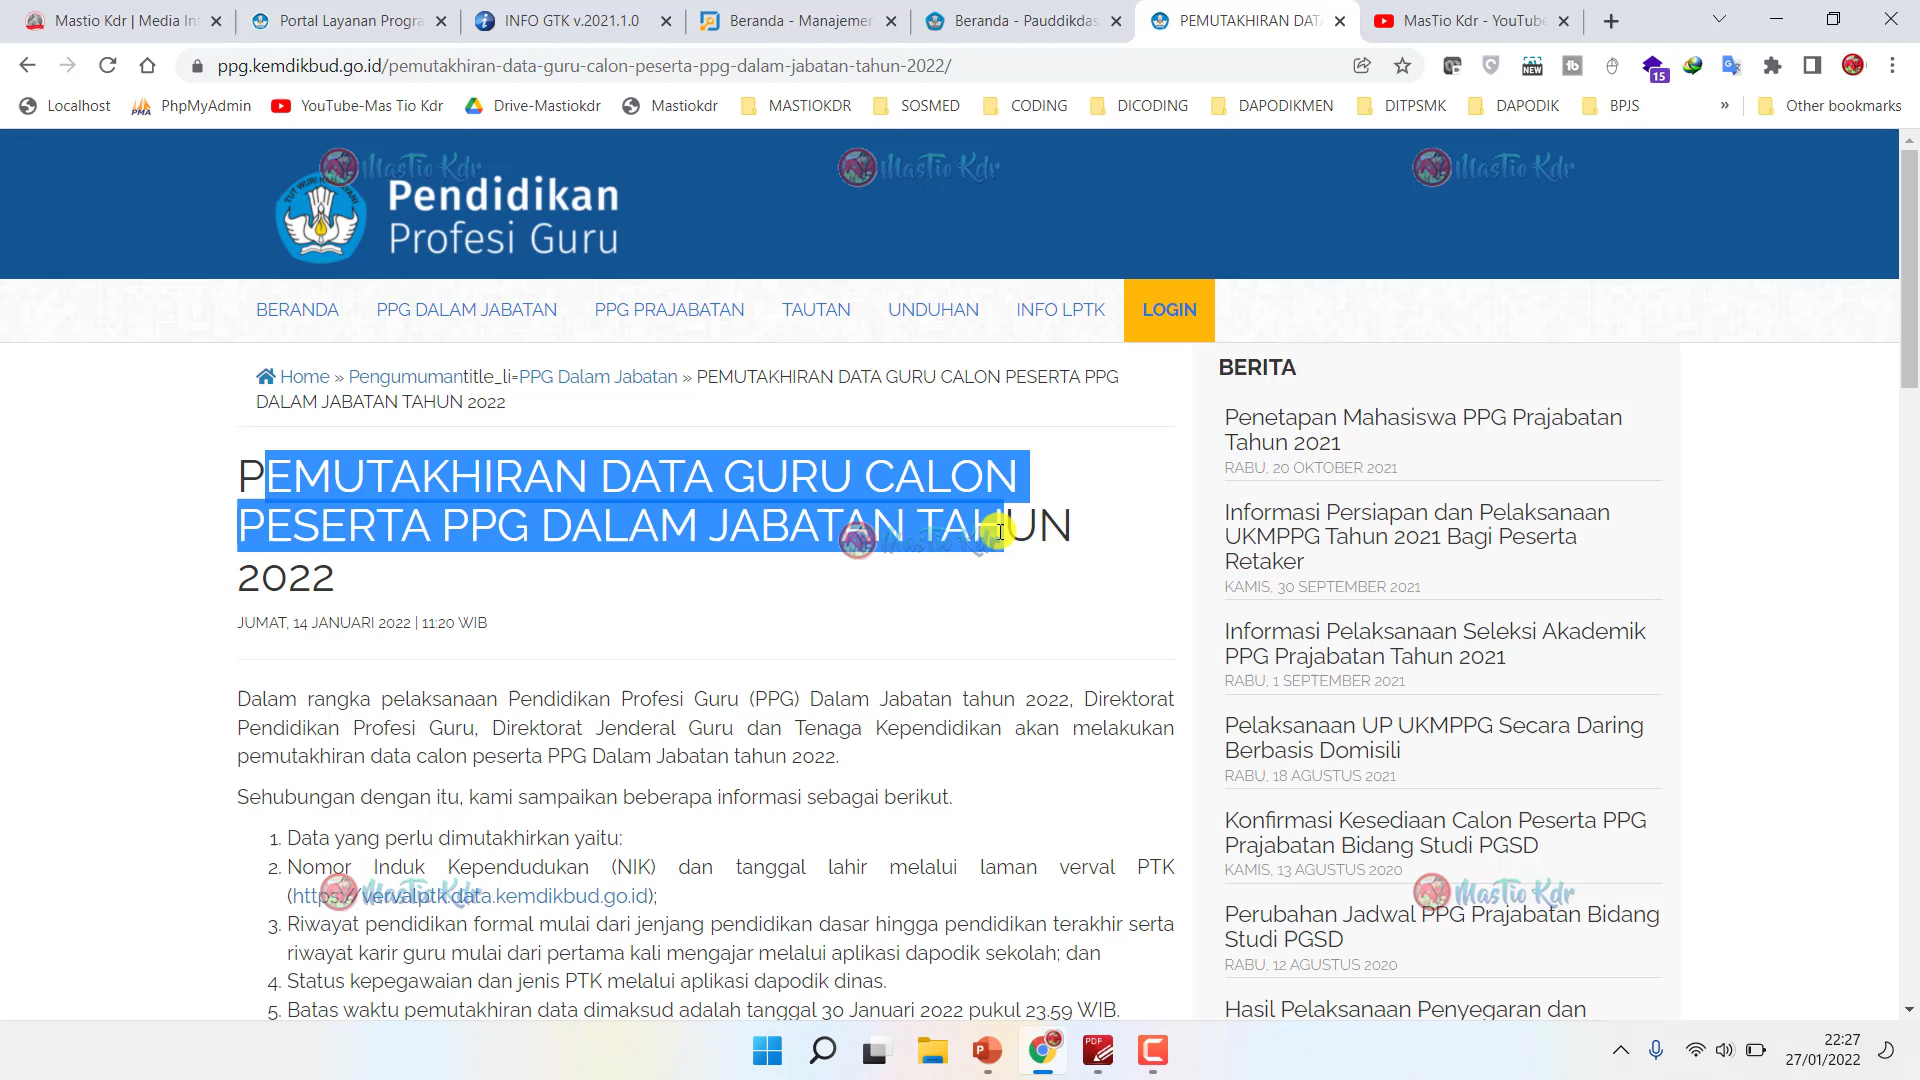 Mastio Kdr | Media In
Portal Layanan Progra
INFO GTK v.2021.1.0
Beranda - Manajemen
Beranda - Pauddikdas
PEMUTAKHIRAN DATA
MasTio Kdr - YouTube
ppg.kemdikbud.go.id/pemutakhiran-data-guru-calon-peserta-ppg-dalam-jabatan-tahun-2022/
NEW
15
Localhost
PhpMyAdmin
YouTube-Mas Tio Kdr
Drive-Mastiokdr
Mastiokdr
MASTIOKDR
SOSMED
CODING
DICODING
DAPODIKMEN
DITPSMK
DAPODIK
BPJS
»
Other bookmarks
MasTio Kdr
MasTio Kdr
MasTio Kdr
Pendidikan
Profesi Guru
BERANDA
PPG DALAM JABATAN
PPG PRAJABATAN
TAUTAN
UNDUHAN
INFO LPTK
LOGIN
Home » Pengumumantitle_li=PPG Dalam Jabatan » PEMUTAKHIRAN DATA GURU CALON PESERTA PPG
DALAM JABATAN TAHUN 2022
PEMUTAKHIRAN DATA GURU CALON
PESERTA PPG DALAM JABATAN TAHUN
2022
MasTio Kdr
JUMAT, 14 JANUARI 2022 | 11:20 WIB
Dalam rangka pelaksanaan Pendidikan Profesi Guru (PPG) Dalam Jabatan tahun 2022, Direktorat
Pendidikan Profesi Guru, Direktorat Jenderal Guru dan Tenaga Kependidikan akan melakukan
pemutakhiran data calon peserta PPG Dalam Jabatan tahun 2022.
Sehubungan dengan itu, kami sampaikan beberapa informasi sebagai berikut.
1. Data yang perlu dimutakhirkan yaitu:
2. Nomor Induk Kependudukan (NIK) dan tanggal lahir melalui laman verval PTK
(https://vervalptk.data.kemdikbud.go.id);
MasTio Kdr
3. Riwayat pendidikan formal mulai dari jenjang pendidikan dasar hingga pendidikan terakhir serta
riwayat karir guru mulai dari pertama kali mengajar melalui aplikasi dapodik sekolah; dan
4. Status kepegawaian dan jenis PTK melalui aplikasi dapodik dinas.
5. Batas waktu pemutakhiran data dimaksud adalah tanggal 30 Januari 2022 pukul 23.59 WIB.
BERITA
Penetapan Mahasiswa PPG Prajabatan
Tahun 2021
RABU, 20 OKTOBER 2021
Informasi Persiapan dan Pelaksanaan
UKMPPG Tahun 2021 Bagi Peserta
Retaker
KAMIS, 30 SEPTEMBER 2021
Informasi Pelaksanaan Seleksi Akademik
PPG Prajabatan Tahun 2021
RABU, 1 SEPTEMBER 2021
Pelaksanaan UP UKMPPG Secara Daring
Berbasis Domisili
RABU, 18 AGUSTUS 2021
Konfirmasi Kesediaan Calon Peserta PPG
Prajabatan Bidang Studi PGSD
KAMIS, 13 AGUSTUS 2020
MasTio Kdr
Perubahan Jadwal PPG Prajabatan Bidang
Studi PGSD
RABU, 12 AGUSTUS 2020
Hasil Pelaksanaan Penyegaran dan
PDF
22:27
27/01/2022